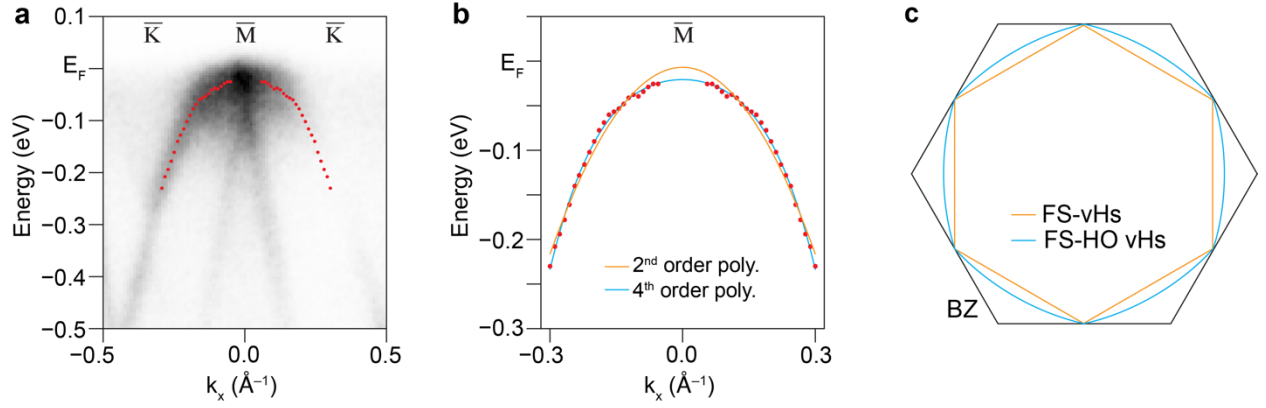 a
K̅ M̅ K̅
0.1
E_F
−0.1
−0.2
−0.3
−0.4
−0.5
Energy (eV)
−0.5 0.0 0.5
k_x (Å⁻¹)
b
M̅
E_F
−0.1
−0.2
−0.3
Energy (eV)
2nd order poly.
4th order poly.
−0.3 0.0 0.3
k_x (Å⁻¹)
c
FS-vHs
FS-HO vHs
BZ